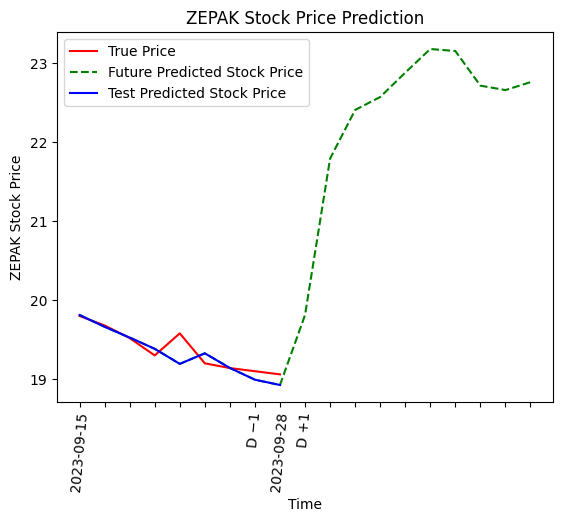 ZEPAK Stock Price Prediction
True Price
Future Predicted Stock Price
Test Predicted Stock Price
ZEPAK Stock Price
23
22
21
20
19
2023-09-15
D −1
2023-09-28
D +1
Time